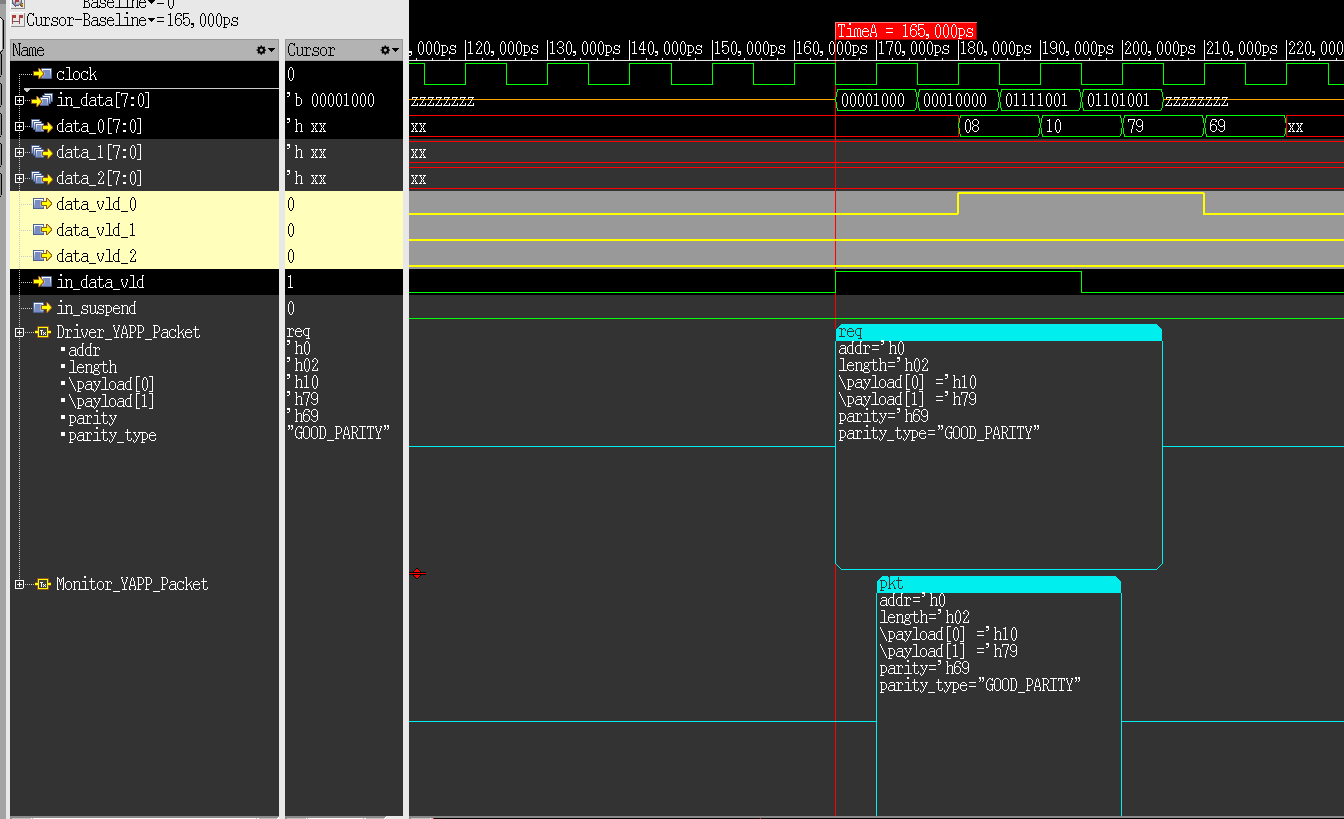 Baseline▾=0
Cursor-Baseline▾=165,000ps
TimeA = 165,000ps
Name Cursor ,000ps 120,000ps 130,000ps 140,000ps 150,000ps 160,000ps 170,000ps 180,000ps 190,000ps 200,000ps 210,000ps 220,000
clock 0
in_data[7:0] 'b 00001000 zzzzzzzz 00001000 00010000 01111001 01101001 zzzzzzzz
data_0[7:0] 'h xx xx 08 10 79 69 xx
data_1[7:0] 'h xx xx
data_2[7:0] 'h xx xx
data_vld_0 0
data_vld_1 0
data_vld_2 0
in_data_vld 1
in_suspend 0
Driver_YAPP_Packet req req
addr 'h0 addr='h0
length 'h02 length='h02
\payload[0] 'h10 \payload[0] ='h10
\payload[1] 'h79 \payload[1] ='h79
parity 'h69 parity='h69
parity_type "GOOD_PARITY" parity_type="GOOD_PARITY"
Monitor_YAPP_Packet pkt
addr='h0
length='h02
\payload[0] ='h10
\payload[1] ='h79
parity='h69
parity_type="GOOD_PARITY"